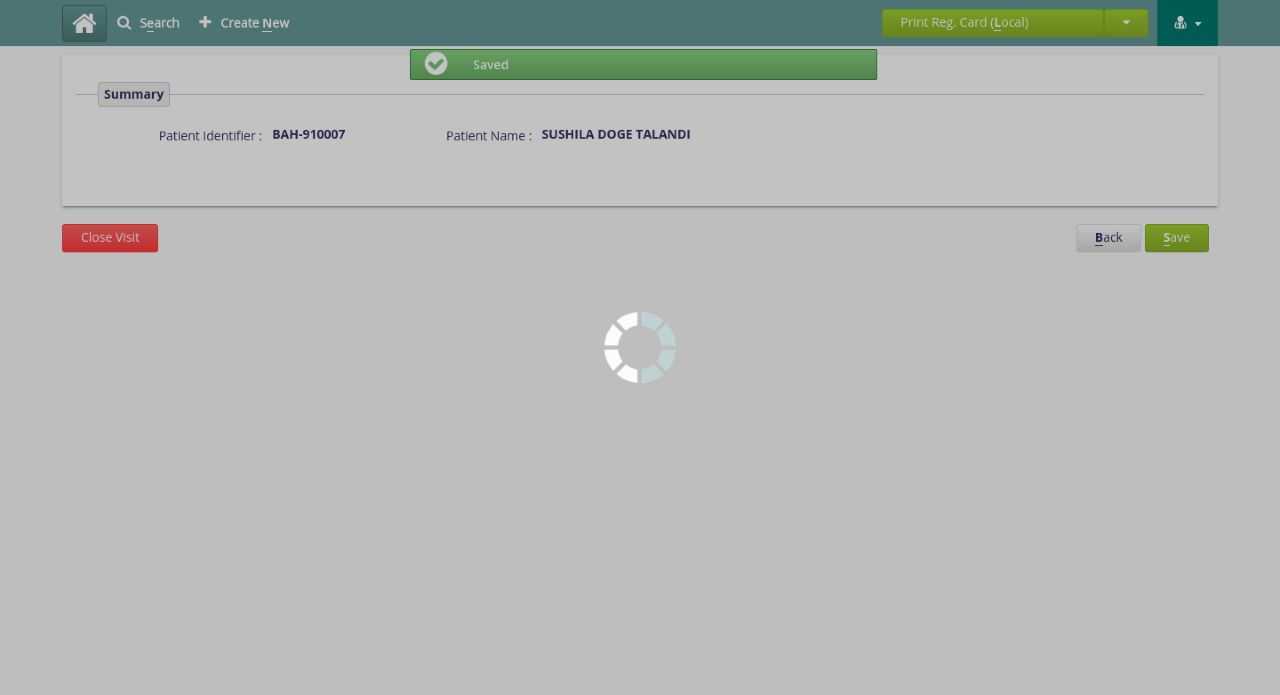 Search Create New Print Reg. Card (Local)
Saved
Summary
Patient Identifier : BAH-910007 Patient Name : SUSHILA DOGE TALANDI
Close Visit Back Save